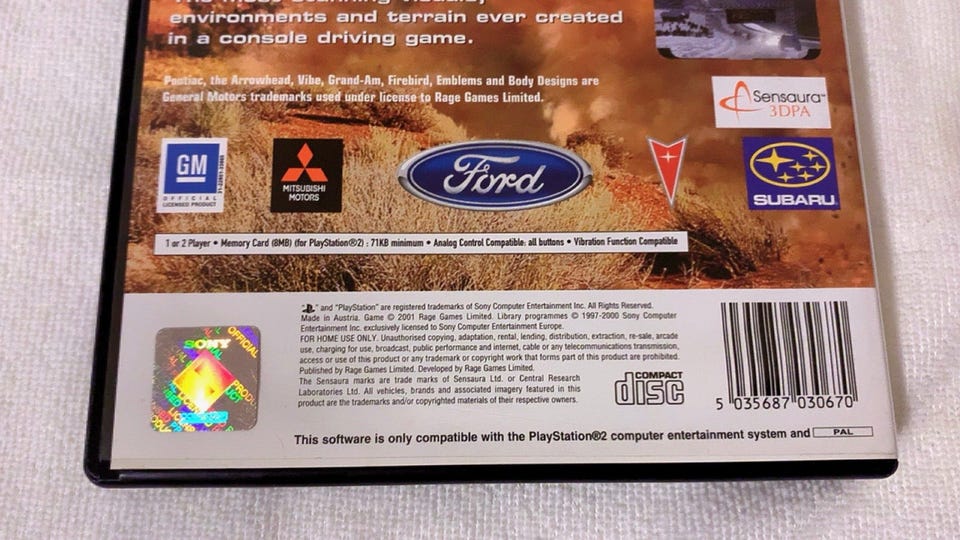 The most stunning visuals,
environments and terrain ever created
in a console driving game.
Pontiac, the Arrowhead, Vibe, Grand-Am, Firebird, Emblems and Body Designs are
General Motors trademarks used under license to Rage Games Limited.
Sensaura™
3DPA
GM
OFFICIAL
LICENSED PRODUCT
MITSUBISHI
MOTORS
Ford
SUBARU
1 or 2 Player • Memory Card (8MB) (for PlayStation®2) : 71KB minimum • Analog Control Compatible: all buttons • Vibration Function Compatible
" " and "PlayStation" are registered trademarks of Sony Computer Entertainment Inc. All Rights Reserved.
Made in Austria. Game © 2001 Rage Games Limited. Library programmes © 1997-2000 Sony Computer
Entertainment Inc. exclusively licensed to Sony Computer Entertainment Europe.
FOR HOME USE ONLY. Unauthorised copying, adaptation, rental, lending, distribution, extraction, re-sale, arcade
use, charging for use, broadcast, public performance and internet, cable or any telecommunications transmission,
access or use of this product or any trademark or copyright work that forms part of this product are prohibited.
Published by Rage Games Limited. Developed by Rage Games Limited.
The Sensaura marks are trade marks of Sensaura Ltd. or Central Research
Laboratories Ltd. All vehicles, brands and associated imagery featured in this
product are the trademarks and/or copyrighted materials of their respective owners.
SONY
OFFICIAL
COMPACT
disc
5 035687 030670
This software is only compatible with the PlayStation®2 computer entertainment system and PAL